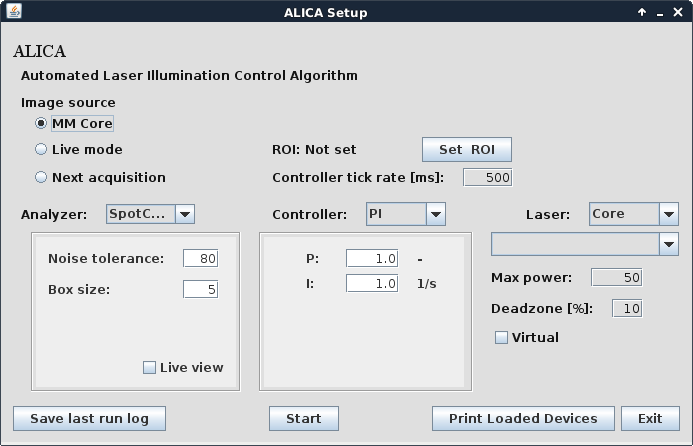 ALICA Setup
ALICA
Automated Laser Illumination Control Algorithm
Image source
MM Core
Live mode
ROI: Not set
Set ROI
Next acquisition
Controller tick rate [ms]:
500
Analyzer:
SpotC...
Controller:
PI
Laser:
Core
Noise tolerance:
80
P:
1.0
-
Box size:
5
I:
1.0
1/s
Max power:
50
Deadzone [%]:
10
Virtual
Live view
Save last run log
Start
Print Loaded Devices
Exit